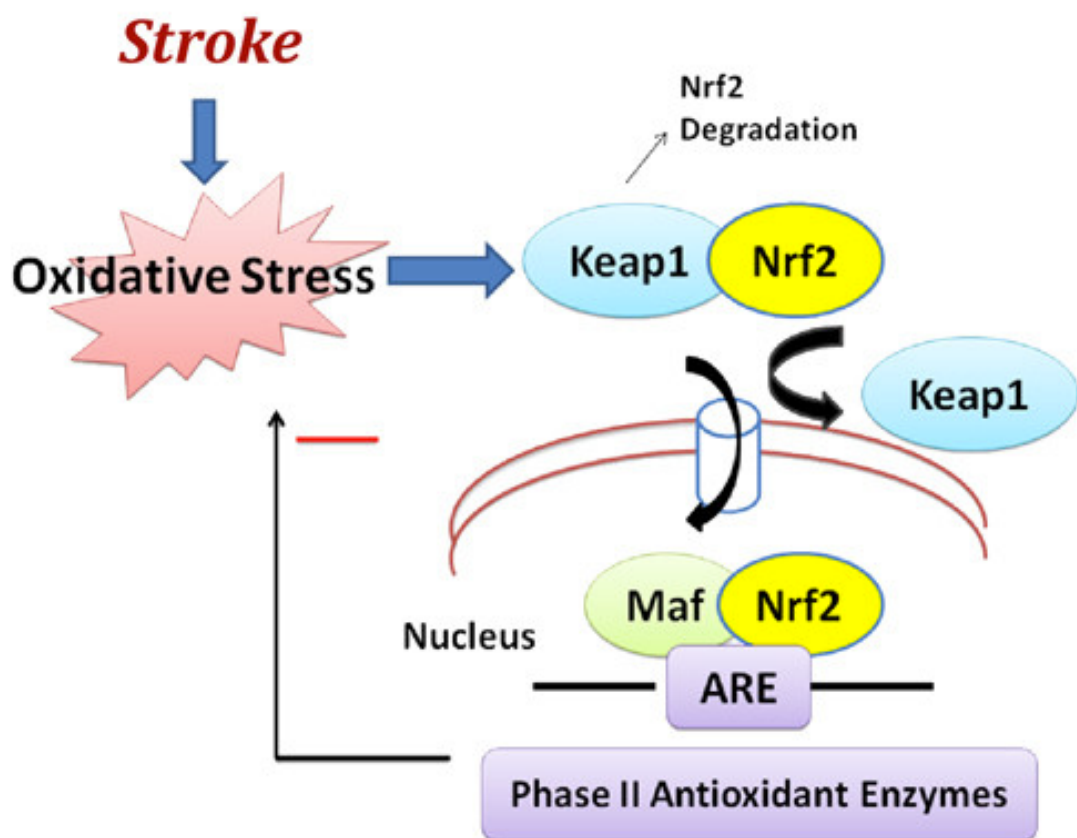 Stroke
Nrf2
Degradation
Oxidative Stress
Keap1
Nrf2
Keap1
Maf
Nrf2
Nucleus
ARE
Phase II Antioxidant Enzymes